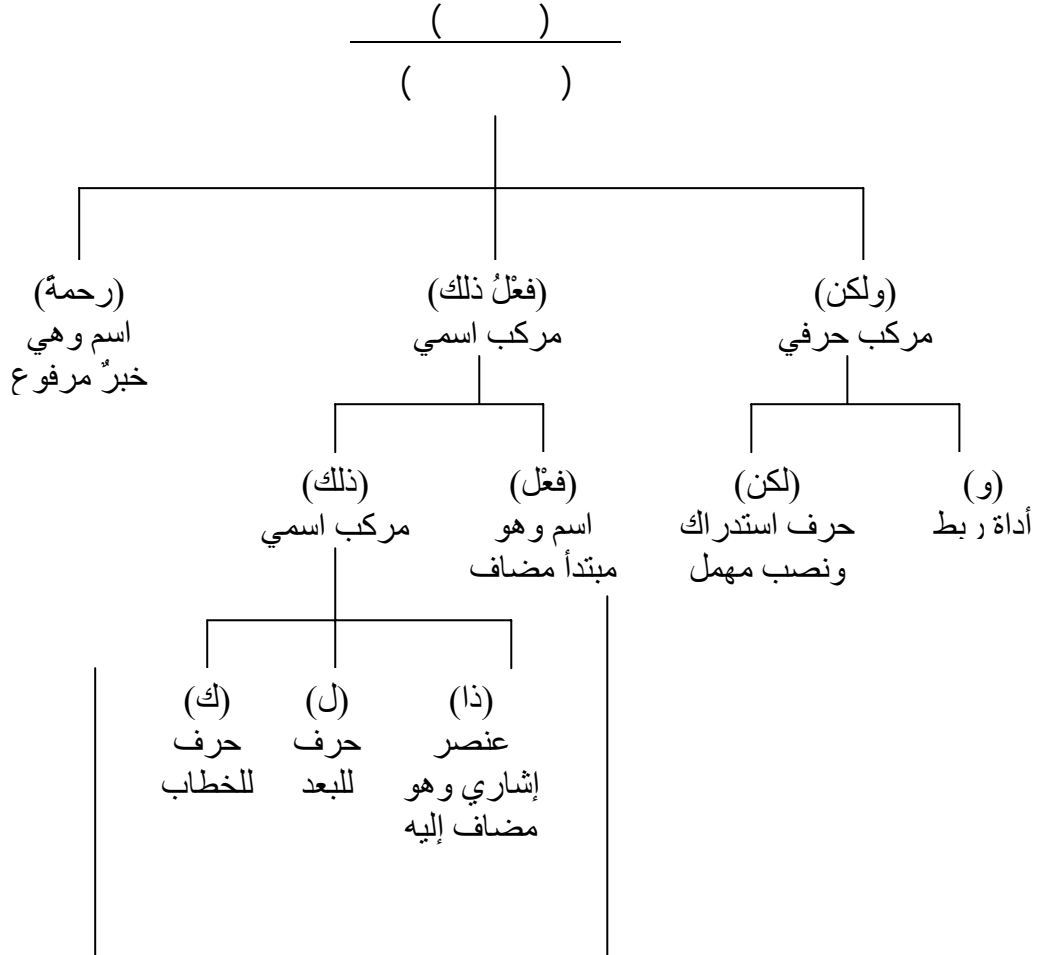 (      )
(      )
(ولكن)
مركب حرفي
(فعْلُ ذلك)
مركب اسمي
(رحمةً)
اسم وهي
خبرٌ مرفوع
(و)
أداة ربط
(لكن)
حرف استدراك
ونصب مهمل
(فعْل)
اسم وهو
مبتدأ مضاف
(ذلك)
مركب اسمي
(ذا)
عنصر
إشاري وهو
مضاف إليه
(ل)
حرف
للبعد
(ك)
حرف
للخطاب